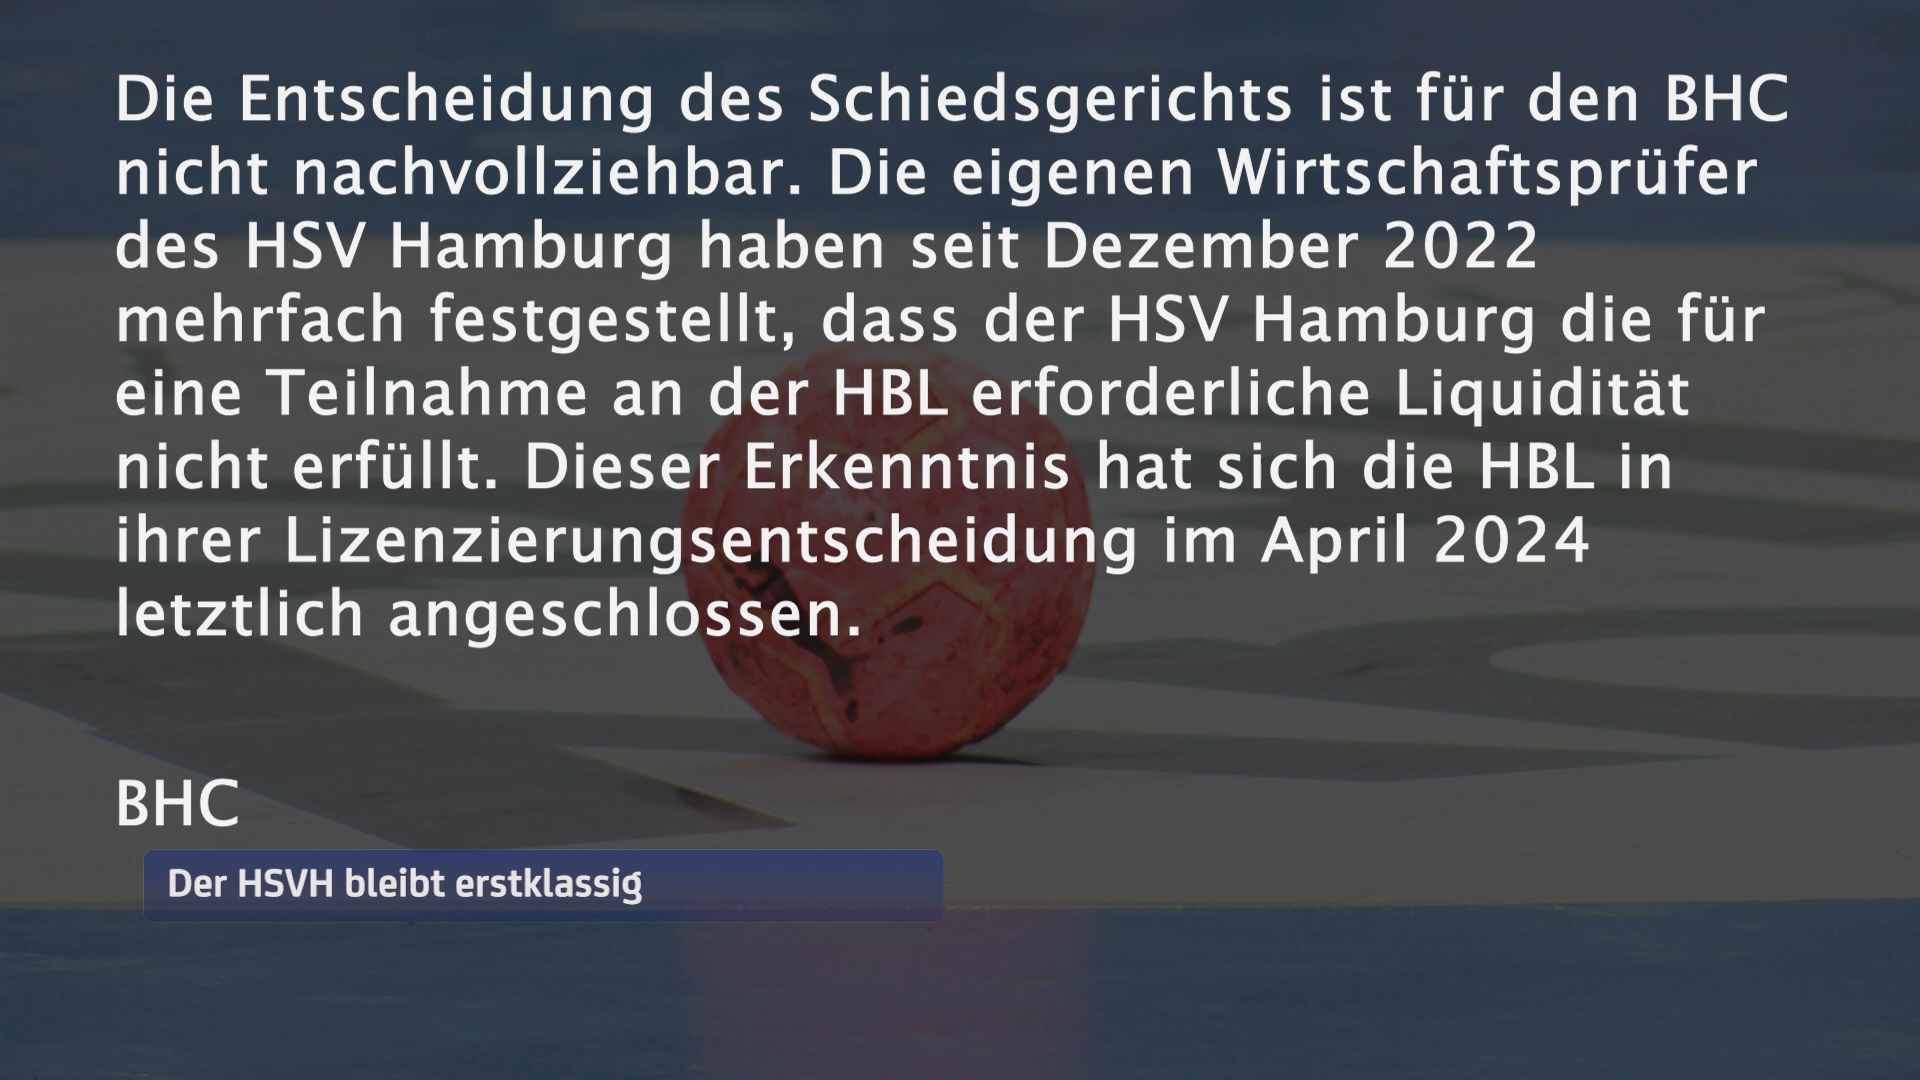 Die Entscheidung des Schiedsgerichts ist für den BHC
nicht nachvollziehbar. Die eigenen Wirtschaftsprüfer
des HSV Hamburg haben seit Dezember 2022
mehrfach festgestellt, dass der HSV Hamburg die für
eine Teilnahme an der HBL erforderliche Liquidität
nicht erfüllt. Dieser Erkenntnis hat sich die HBL in
ihrer Lizenzierungsentscheidung im April 2024
letztlich angeschlossen.
BHC
Der HSVH bleibt erstklassig